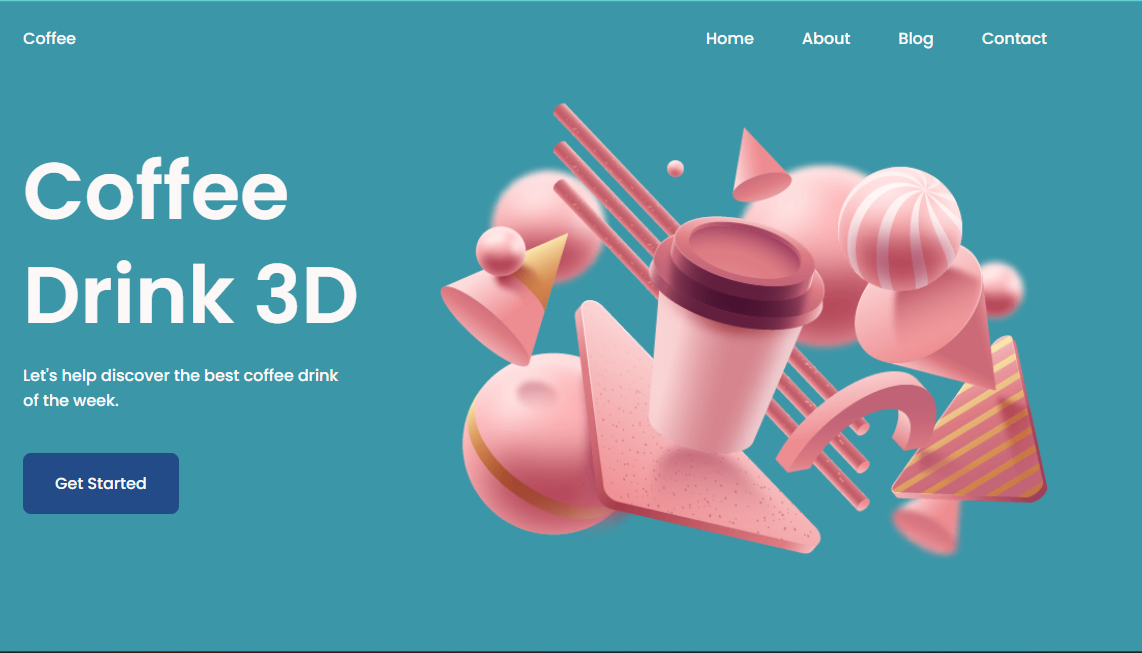 Coffee
Home About Blog Contact
Coffee
Drink 3D
Let's help discover the best coffee drink
of the week.
Get Started